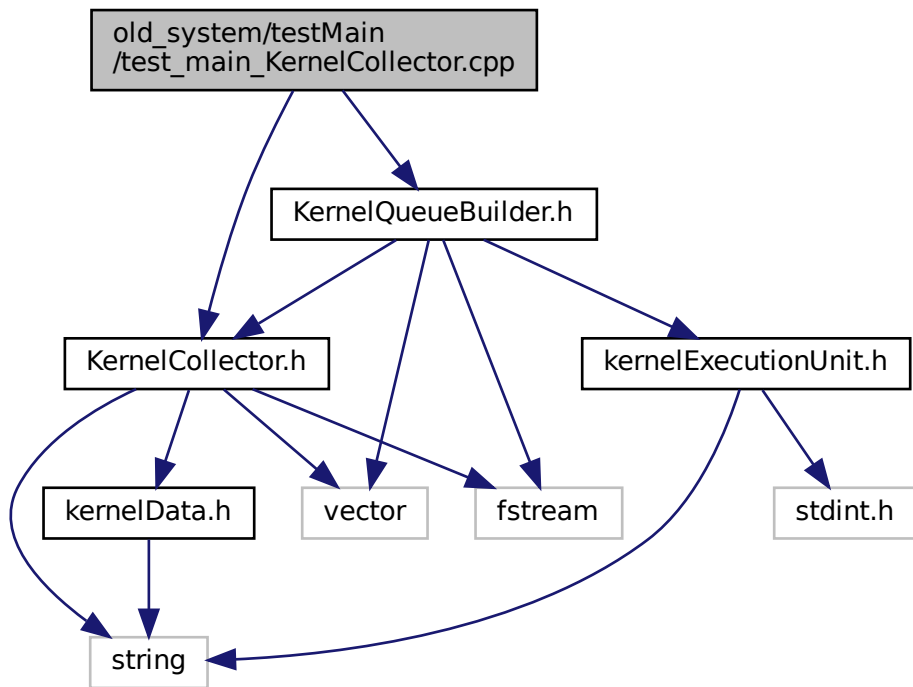 old_system/testMain
/test_main_KernelCollector.cpp
KernelQueueBuilder.h
KernelCollector.h
kernelExecutionUnit.h
kernelData.h
vector
fstream
stdint.h
string